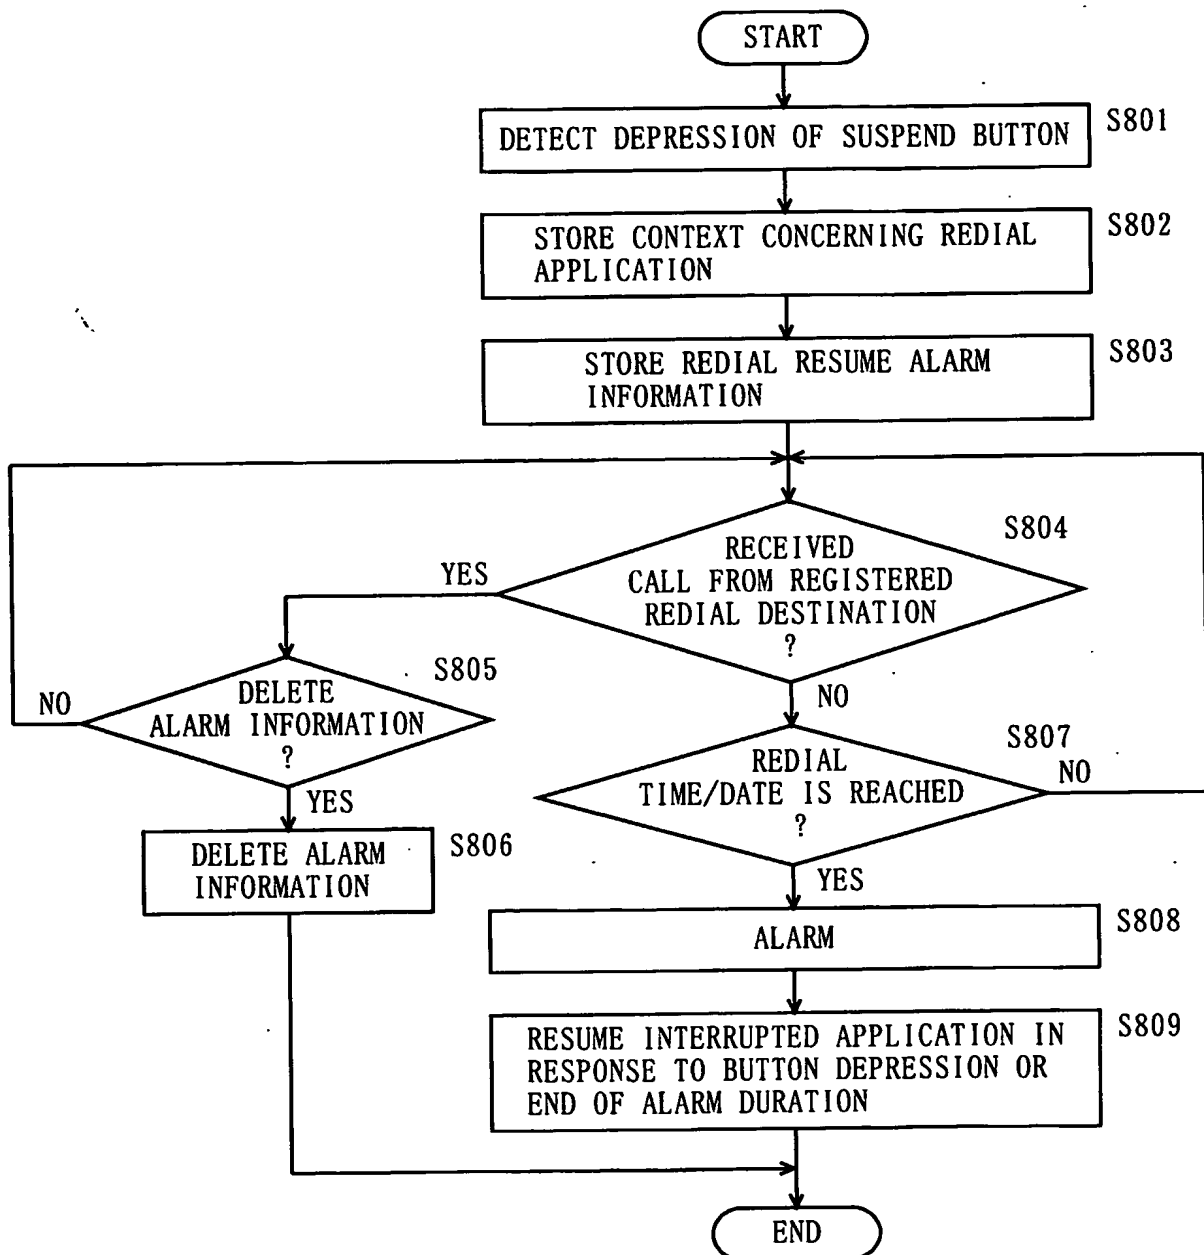 START
DETECT DEPRESSION OF SUSPEND BUTTON
S801
STORE CONTEXT CONCERNING REDIAL
APPLICATION
S802
STORE REDIAL RESUME ALARM
INFORMATION
S803
RECEIVED
CALL FROM REGISTERED
REDIAL DESTINATION
?
S804
YES
NO
DELETE
ALARM INFORMATION
?
S805
NO
YES
DELETE ALARM
INFORMATION
S806
REDIAL
TIME/DATE IS REACHED
?
S807
NO
YES
ALARM
S808
RESUME INTERRUPTED APPLICATION IN
RESPONSE TO BUTTON DEPRESSION OR
END OF ALARM DURATION
S809
END